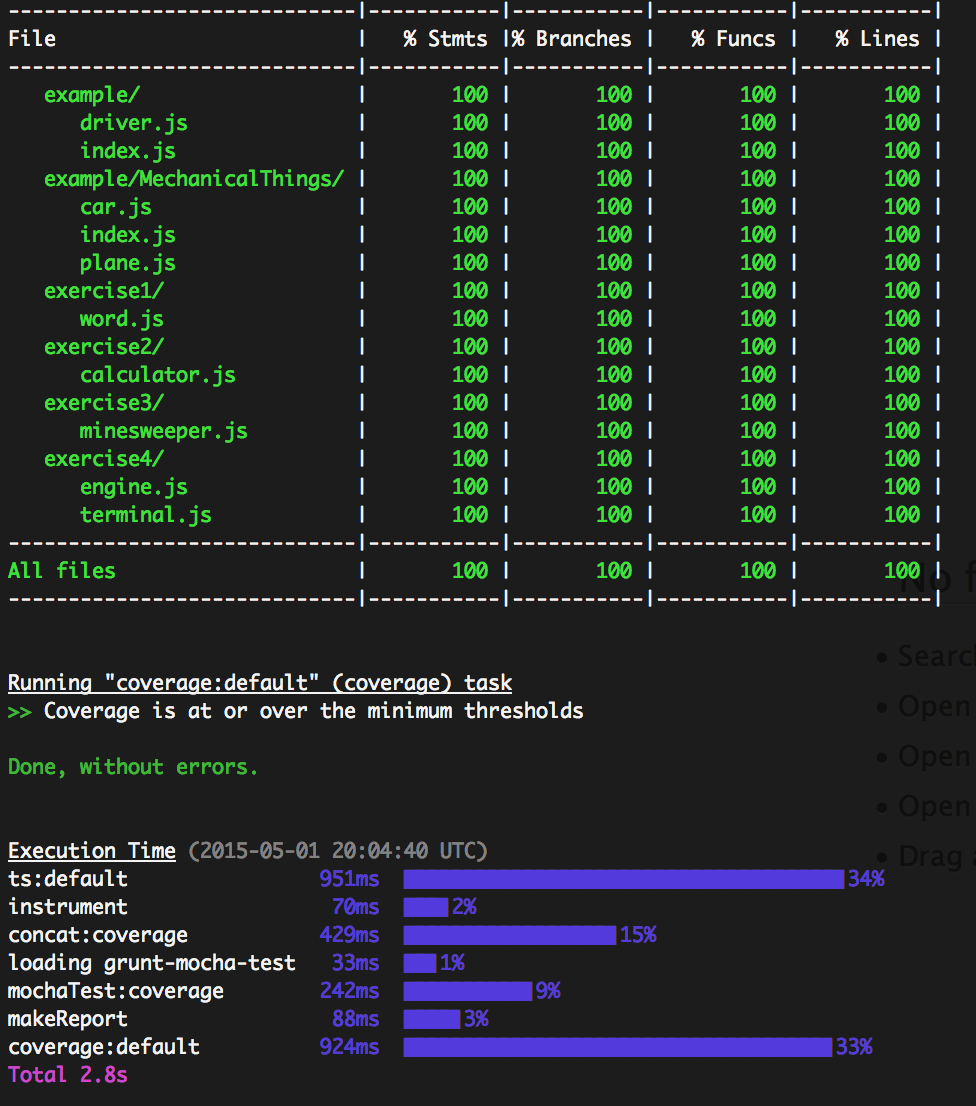 -----------------------------|-----------|-----------|-----------|-----------|
File                         |   % Stmts |% Branches |   % Funcs |   % Lines |
-----------------------------|-----------|-----------|-----------|-----------|
   example/                  |       100 |       100 |       100 |       100 |
      driver.js              |       100 |       100 |       100 |       100 |
      index.js               |       100 |       100 |       100 |       100 |
   example/MechanicalThings/ |       100 |       100 |       100 |       100 |
      car.js                 |       100 |       100 |       100 |       100 |
      index.js               |       100 |       100 |       100 |       100 |
      plane.js               |       100 |       100 |       100 |       100 |
   exercise1/                |       100 |       100 |       100 |       100 |
      word.js                |       100 |       100 |       100 |       100 |
   exercise2/                |       100 |       100 |       100 |       100 |
      calculator.js          |       100 |       100 |       100 |       100 |
   exercise3/                |       100 |       100 |       100 |       100 |
      minesweeper.js         |       100 |       100 |       100 |       100 |
   exercise4/                |       100 |       100 |       100 |       100 |
      engine.js              |       100 |       100 |       100 |       100 |
      terminal.js            |       100 |       100 |       100 |       100 |
-----------------------------|-----------|-----------|-----------|-----------|
All files                    |       100 |       100 |       100 |       100 |
-----------------------------|-----------|-----------|-----------|-----------|
No f
Searc
Running "coverage:default" (coverage) task
>> Coverage is at or over the minimum thresholds
Open
Open
Done, without errors.
Open
Execution Time (2015-05-01 20:04:40 UTC)
Drag a
ts:default 951ms 34%
instrument 70ms 2%
concat:coverage 429ms 15%
loading grunt-mocha-test 33ms 1%
mochaTest:coverage 242ms 9%
makeReport 88ms 3%
coverage:default 924ms 33%
Total 2.8s